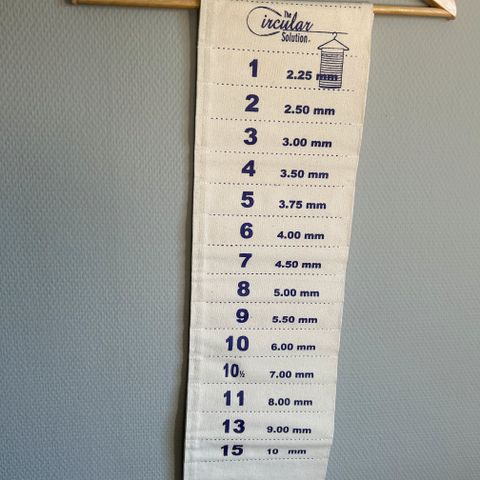 The
Circular
Solution
1 2.25 mm
2 2.50 mm
3 3.00 mm
4 3.50 mm
5 3.75 mm
6 4.00 mm
7 4.50 mm
8 5.00 mm
9 5.50 mm
10 6.00 mm
10½ 7.00 mm
11 8.00 mm
13 9.00 mm
15 10 mm